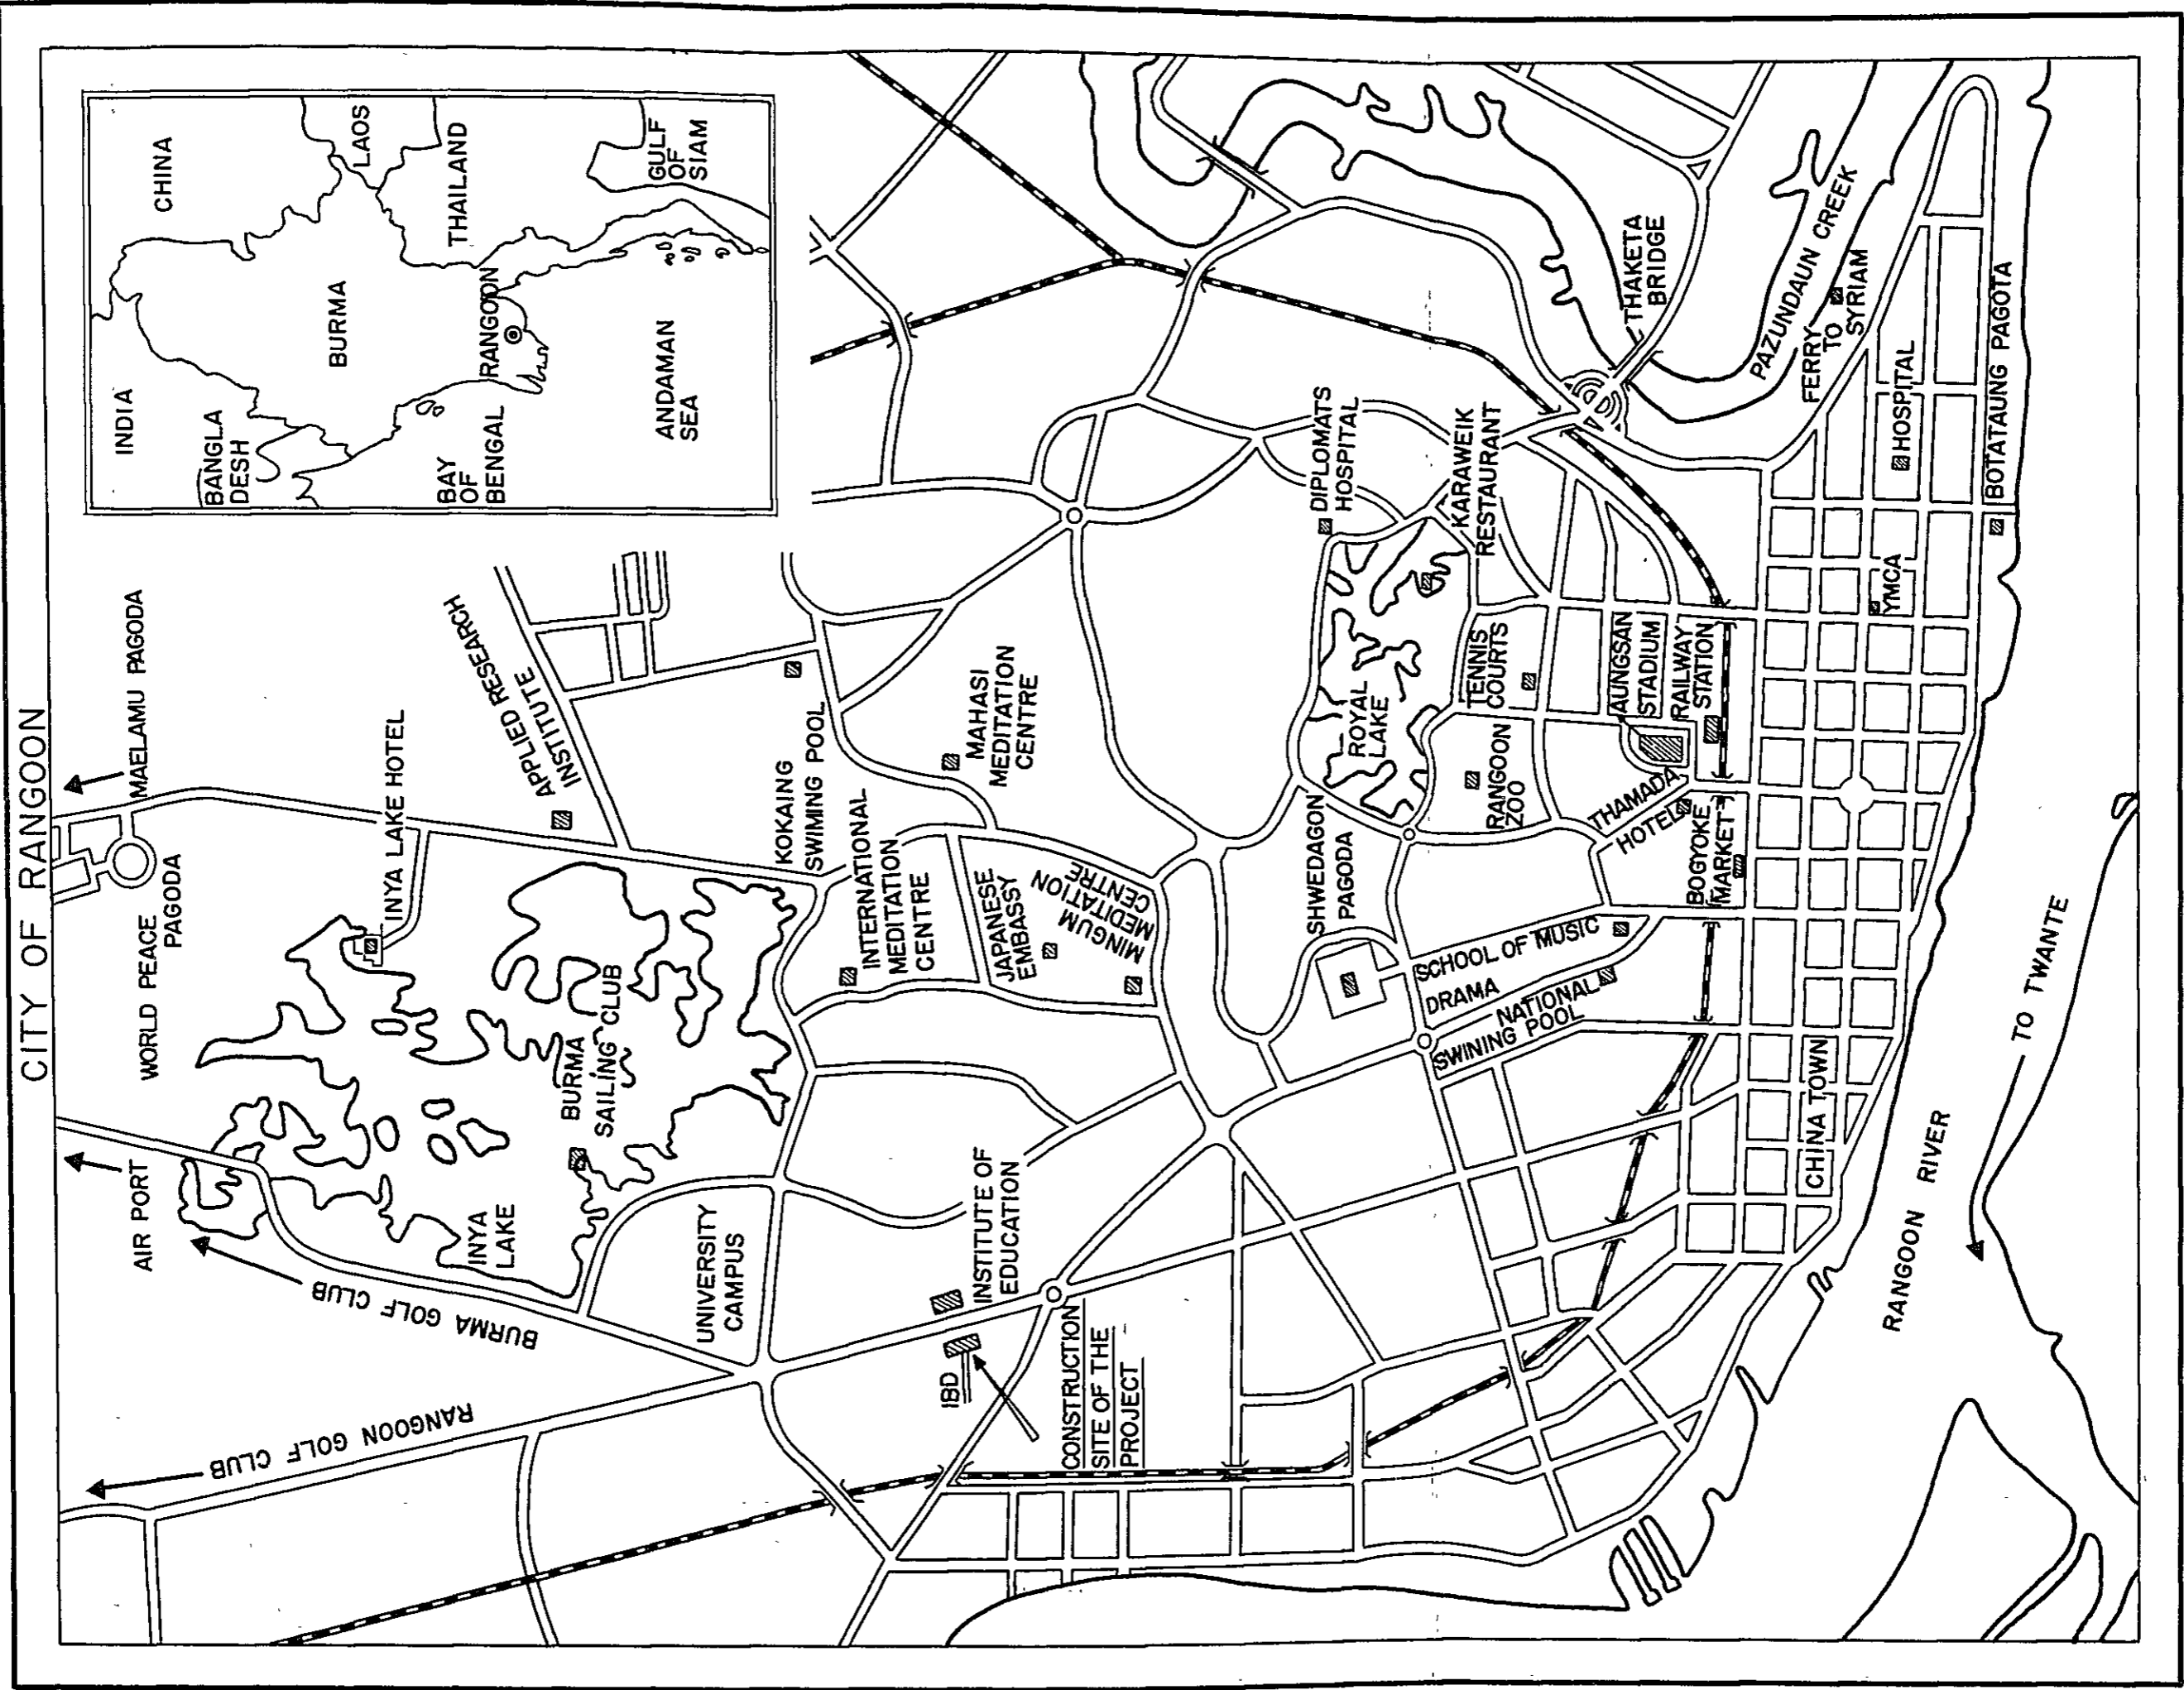 CITY OF RANGOON
MAELAMU PAGODA
WORLD PEACE
PAGODA
AIR PORT
BURMA GOLF CLUB
RANGOON GOLF CLUB
INYA LAKE HOTEL
APPLIED RESEARCH
INSTITUTE
BURMA
SAILING CLUB
INYA
LAKE
UNIVERSITY
CAMPUS
KOKAING
SWIMING POOL
INTERNATIONAL
MEDITATION
CENTRE
MAHASI
MEDITATION
CENTRE
JAPANESE
EMBASSY
MINGUM
MEDITATION
CENTRE
INSTITUTE OF
EDUCATION
IBD
CONSTRUCTION
SITE OF THE
PROJECT
INDIA
CHINA
BANGLA
DESH
BURMA
LAOS
THAILAND
BAY
OF
BENGAL
RANGOON
ANDAMAN
SEA
GULF
OF
SIAM
DIPLOMATS
HOSPITAL
KARAWEIK
RESTAURANT
ROYAL
LAKE
SHWEDAGON
PAGODA
TENNIS
COURTS
RANGOON
ZOO
AUNGSAN
STADIUM
RAILWAY
STATION
THAMADA
HOTEL
BOGYOKE
MARKET
SCHOOL OF MUSIC
DRAMA
NATIONAL
SWINING POOL
THAKETA
BRIDGE
PAZUNDAUN CREEK
FERRY
TO
SYRIAM
HOSPITAL
YMCA
BOTATAUNG PAGOTA
CHINA TOWN
RANGOON RIVER
TO TWANTE